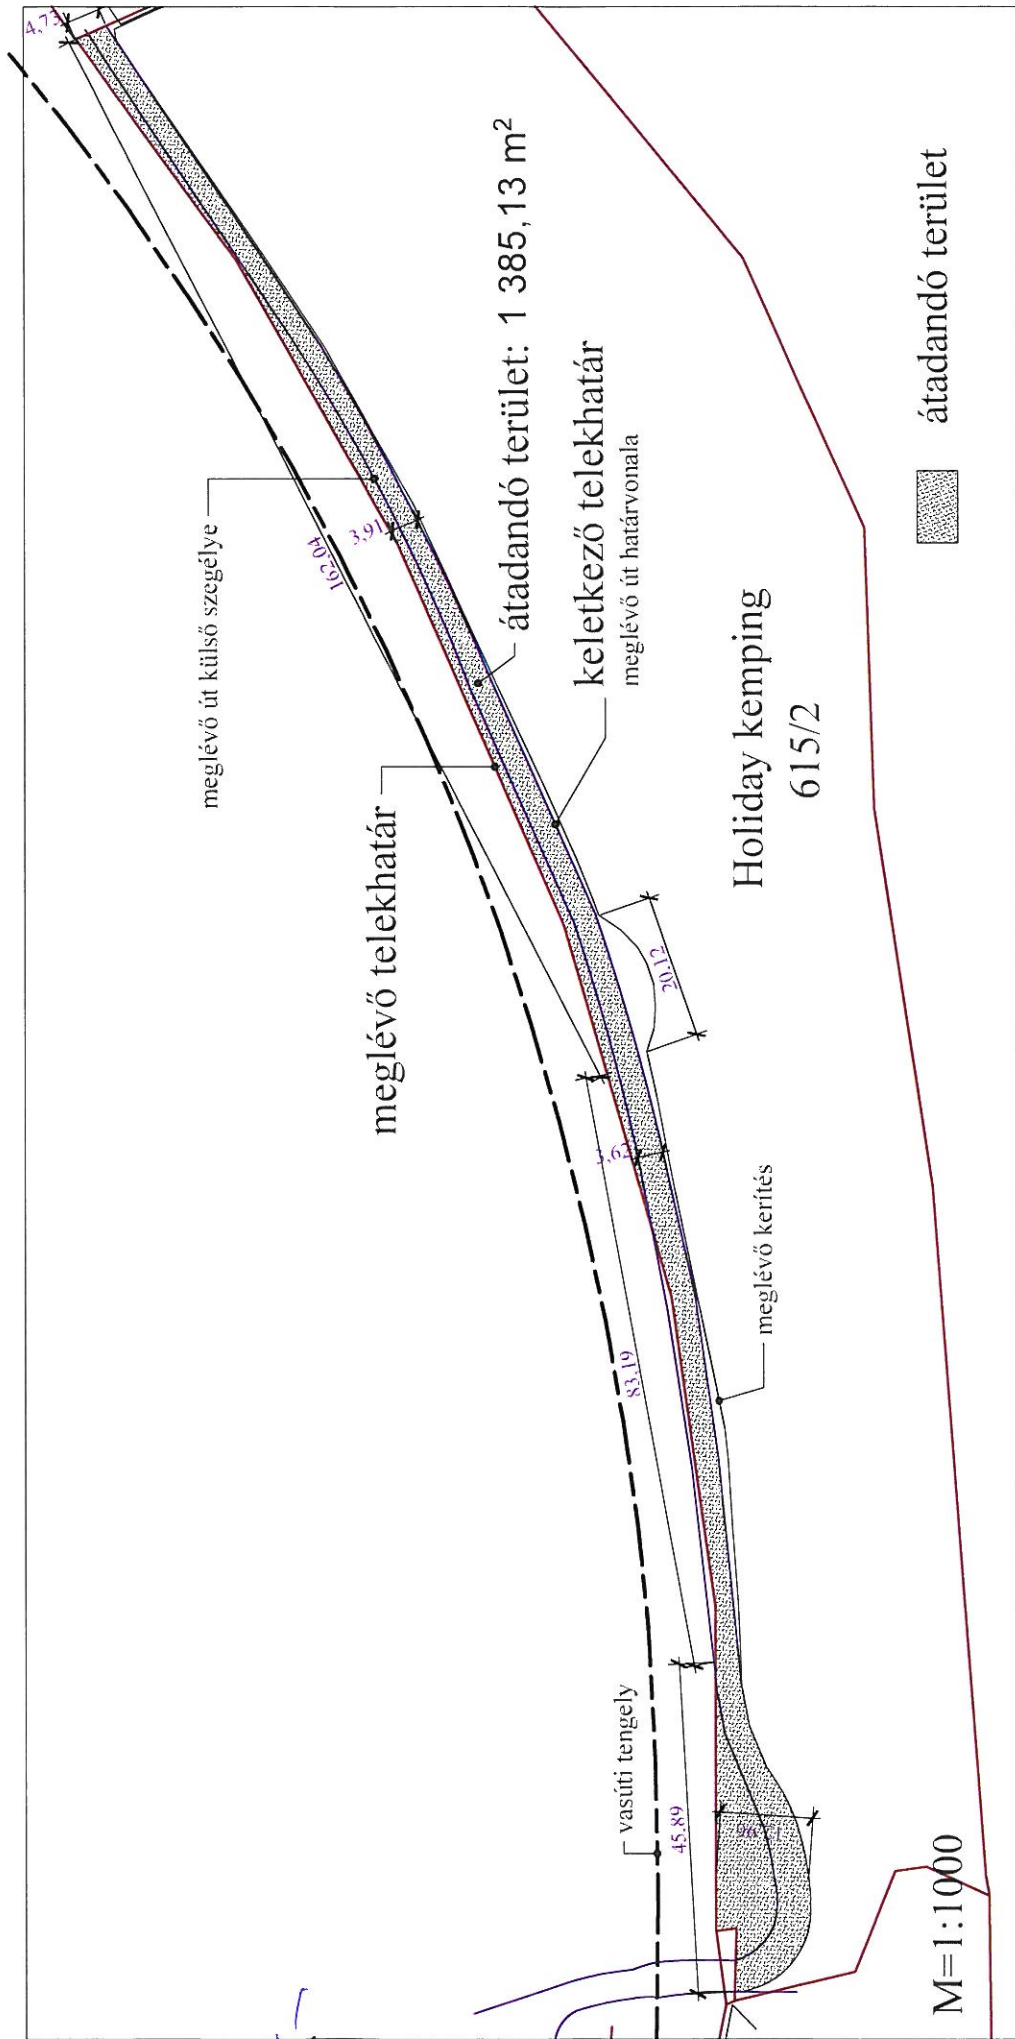 4,73
meglévő út külső szegélye
162,04
3,91
átadandó terület: 1 385,13 m²
keletkező telekhatár
meglévő út határvonala
meglévő telekhatár
Holiday kemping
615/2
20.12
3,62
83,19
meglévő kerítés
vasúti tengely
45.89
M=1:1000
átadandó terület